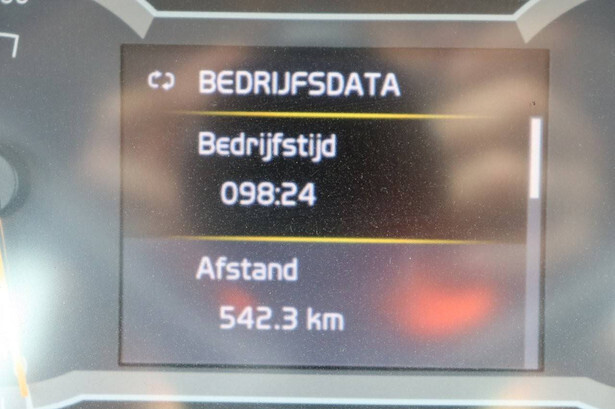 BEDRIJFSDATA
Bedrijfstijd
098:24
Afstand
542.3 km